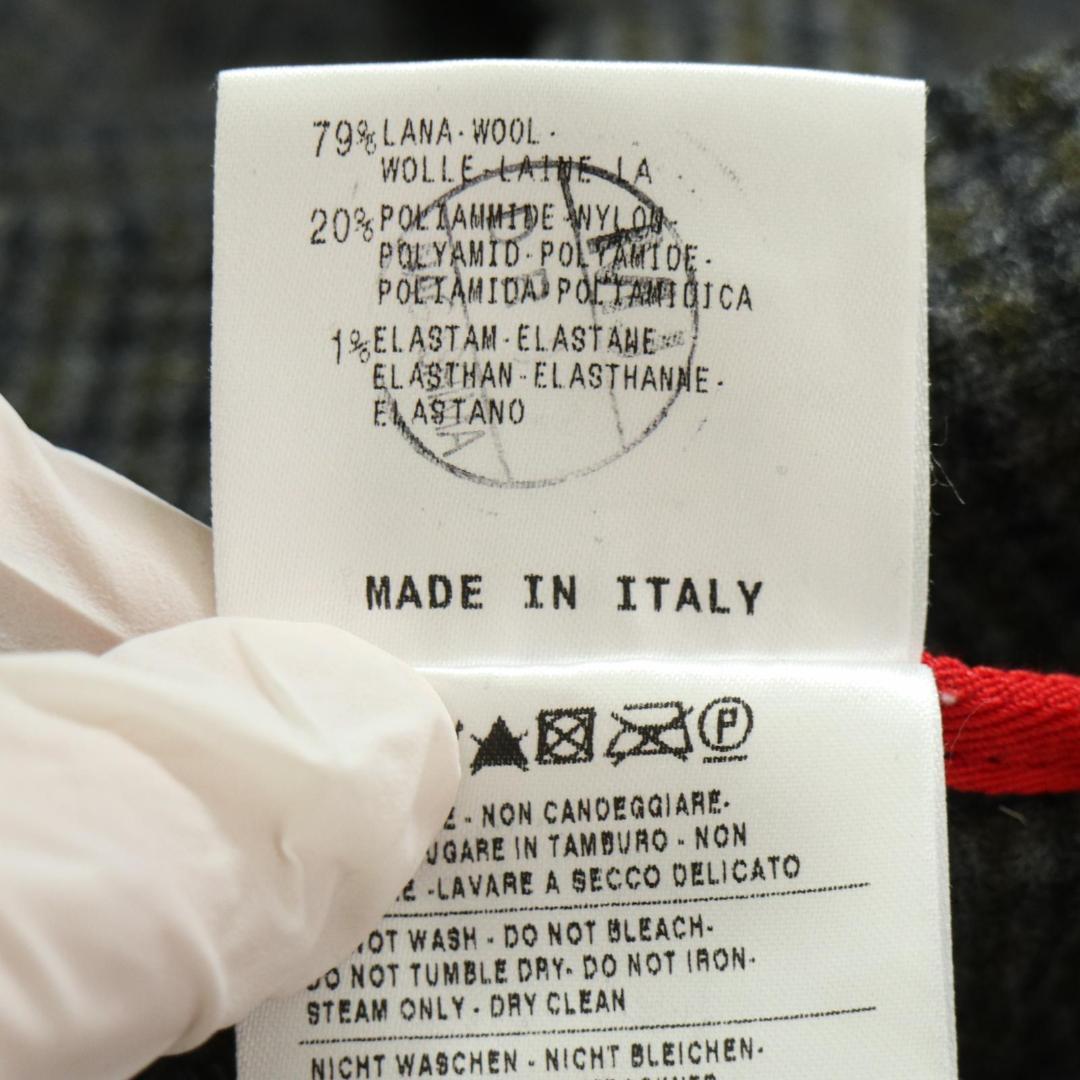 79% LANA - WOOL -
WOLLE - LAINE - LA
20% POLIAMMIDE - NYLON -
POLYAMID - POLYAMIDE -
POLIAMIDA - POLIAMIDICA
1% ELASTAM - ELASTANE -
ELASTHAN - ELASTHANNE -
ELASTANO
MADE IN ITALY
P
- NON CANDEGGIARE -
IN TAMBURO - NON
- LAVARE A SECCO DELICATO
NOT WASH - DO NOT BLEACH -
DO NOT TUMBLE DRY - DO NOT IRON -
STEAM ONLY - DRY CLEAN
NICHT WASCHEN - NICHT BLEICHEN -